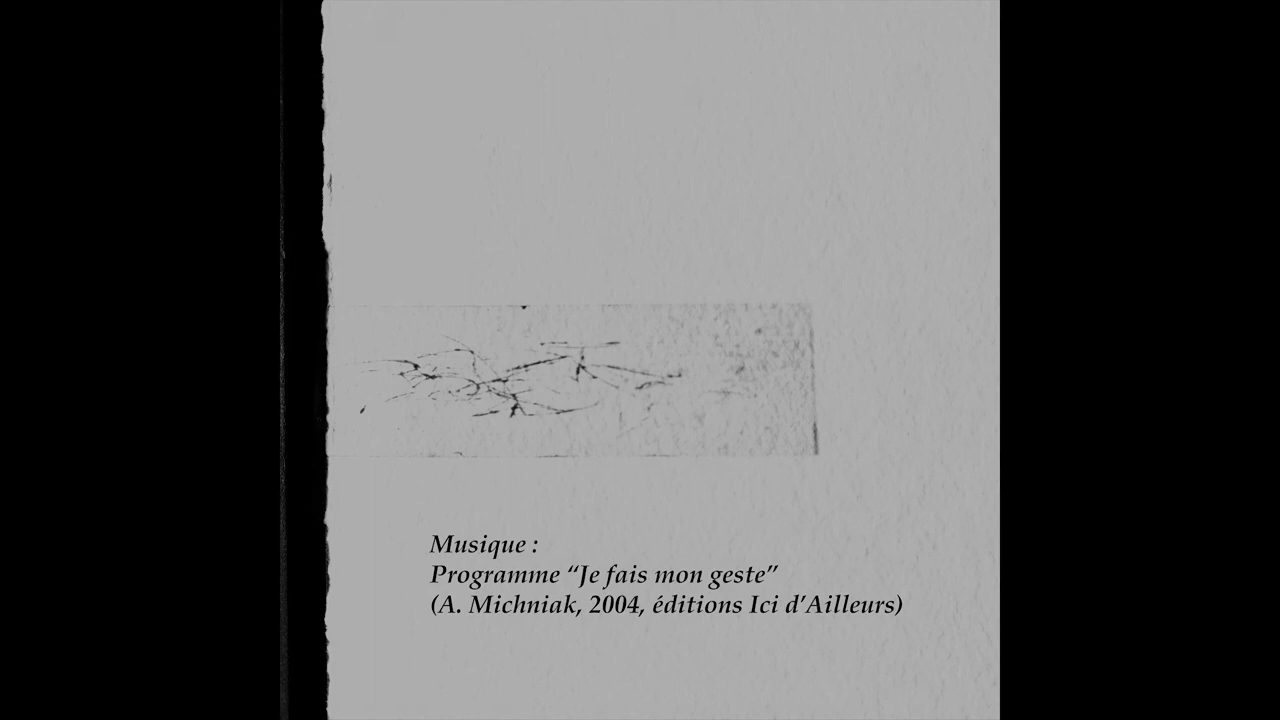 Musique :
Programme “Je fais mon geste”
(A. Michniak, 2004, éditions Ici d’Ailleurs)